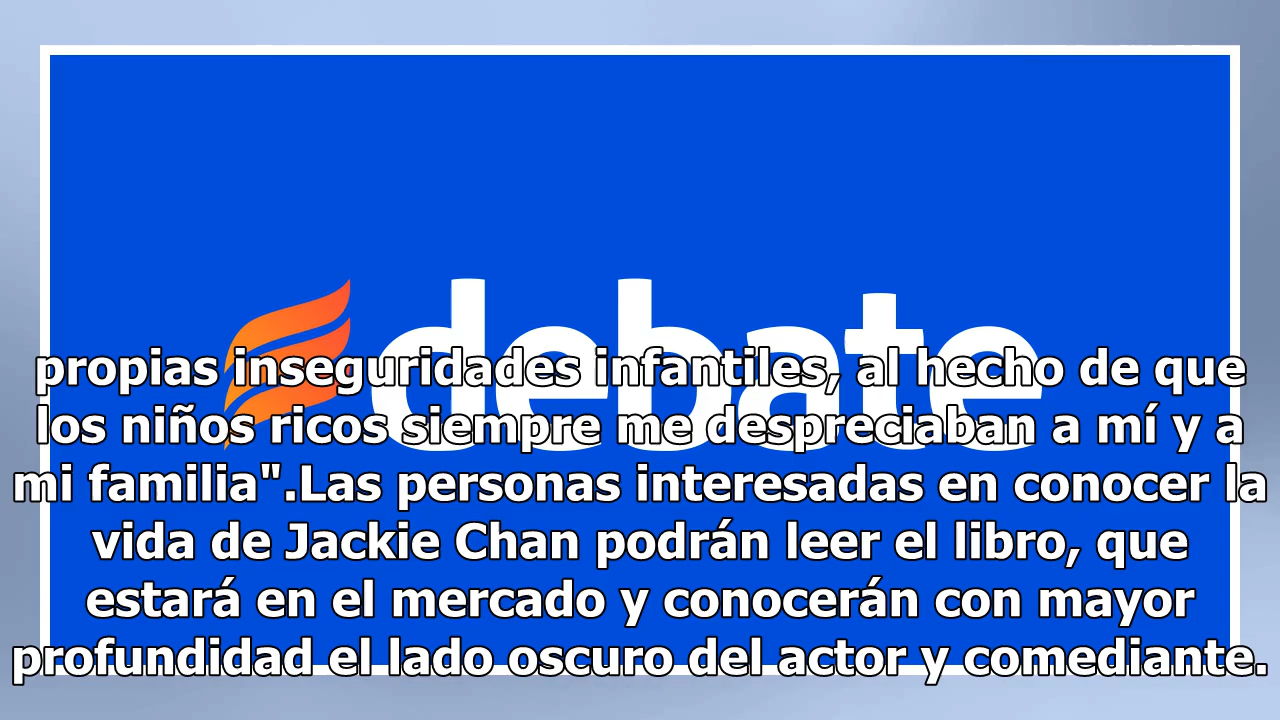 debate
propias inseguridades infantiles, al hecho de que
los niños ricos siempre me despreciaban a mí y a
mi familia".Las personas interesadas en conocer la
vida de Jackie Chan podrán leer el libro, que
estará en el mercado y conocerán con mayor
profundidad el lado oscuro del actor y comediante.